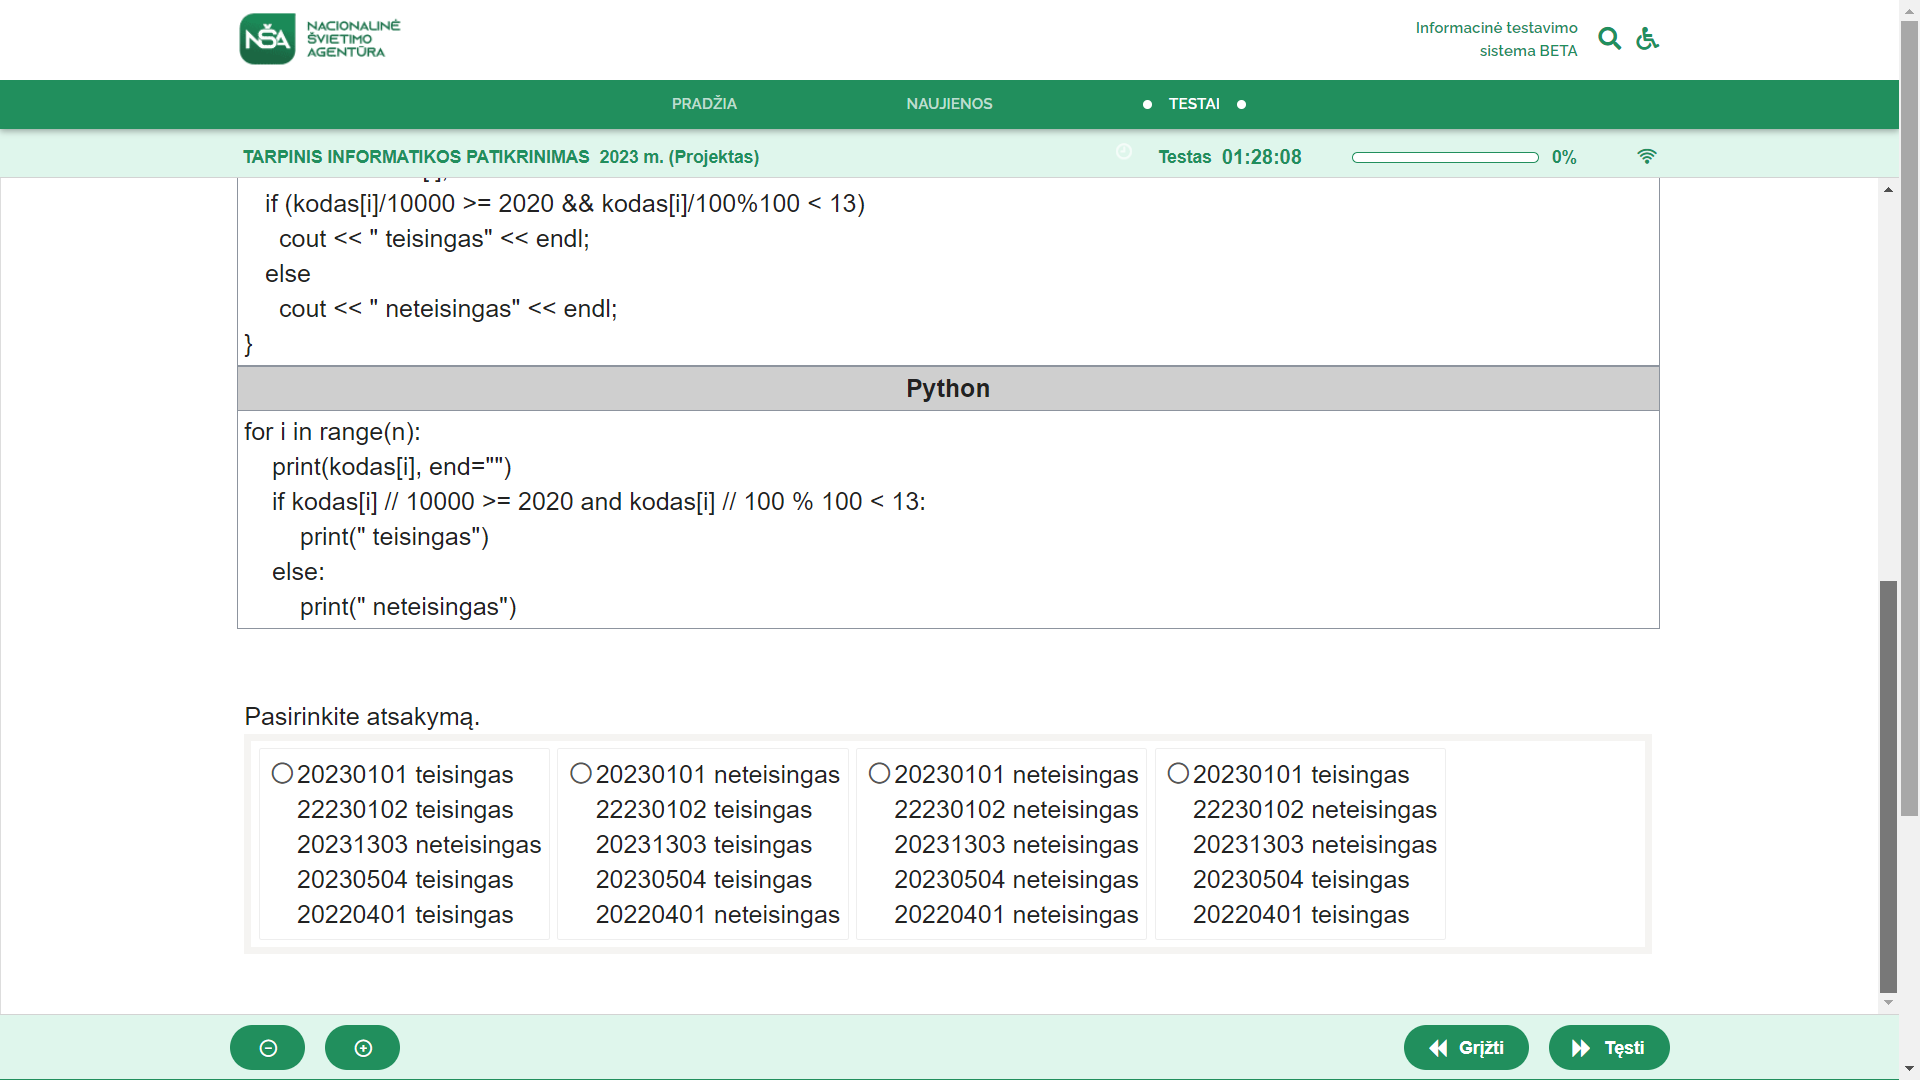 NŠA NACIONALINĖ
ŠVIETIMO
AGENTŪRA
Informacinė testavimo
sistema BETA
PRADŽIA NAUJIENOS TESTAI
TARPINIS INFORMATIKOS PATIKRINIMAS 2023 m. (Projektas) Testas 01:28:08 0%
if (kodas[i]/10000 >= 2020 && kodas[i]/100%100 < 13)
cout << " teisingas" << endl;
else
cout << " neteisingas" << endl;
}
Python
for i in range(n):
print(kodas[i], end="")
if kodas[i] // 10000 >= 2020 and kodas[i] // 100 % 100 < 13:
print(" teisingas")
else:
print(" neteisingas")
Pasirinkite atsakymą.
20230101 teisingas
22230102 teisingas
20231303 neteisingas
20230504 teisingas
20220401 teisingas
20230101 neteisingas
22230102 teisingas
20231303 teisingas
20230504 teisingas
20220401 neteisingas
20230101 neteisingas
22230102 neteisingas
20231303 neteisingas
20230504 neteisingas
20220401 neteisingas
20230101 teisingas
22230102 neteisingas
20231303 neteisingas
20230504 teisingas
20220401 teisingas
Grįžti Tęsti